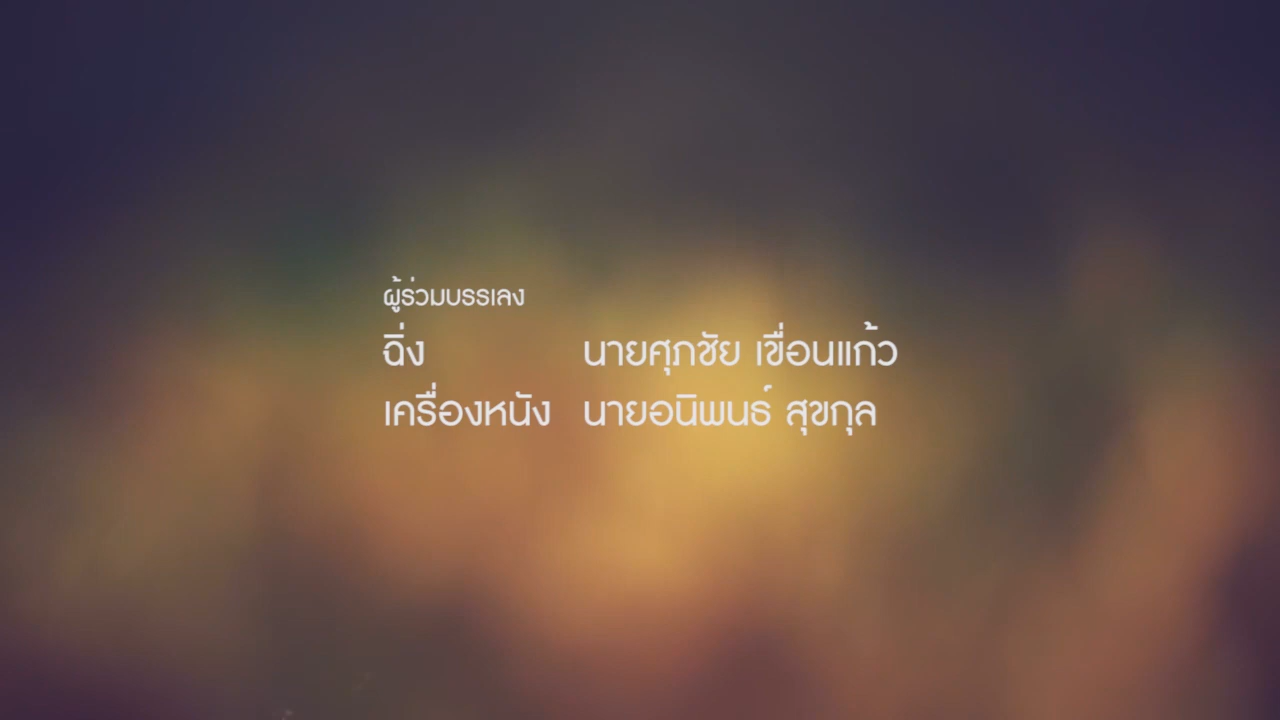 ผู้ร่วมบรรเลง
ฉิ่ง นายศุภชัย เขื่อนแก้ว
เครื่องหนัง นายอนิพนธ์ สุขกุล